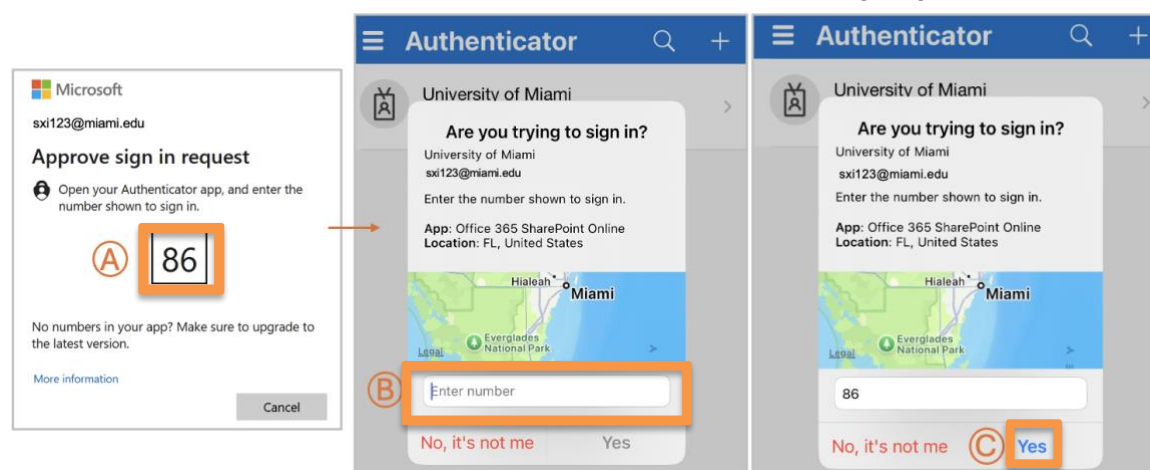 Microsoft
sxi123@miami.edu
Approve sign in request
Open your Authenticator app, and enter the
number shown to sign in.
A
86
No numbers in your app? Make sure to upgrade to
the latest version.
More information
Cancel
Authenticator
University of Miami
Are you trying to sign in?
University of Miami
sxi123@miami.edu
Enter the number shown to sign in.
App: Office 365 SharePoint Online
Location: FL, United States
Hialeah
Miami
Everglades
National Park
Legal
B
Enter number
No, it's not me Yes
Authenticator
University of Miami
Are you trying to sign in?
University of Miami
sxi123@miami.edu
Enter the number shown to sign in.
App: Office 365 SharePoint Online
Location: FL, United States
Hialeah
Miami
Everglades
National Park
Legal
86
No, it's not me C Yes